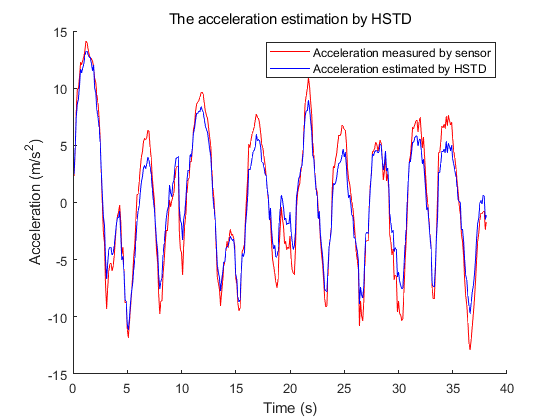 The acceleration estimation by HSTD
Acceleration measured by sensor
Acceleration estimated by HSTD
Acceleration (m/s²)
15
10
5
0
-5
-10
-15
0 5 10 15 20 25 30 35 40
Time (s)